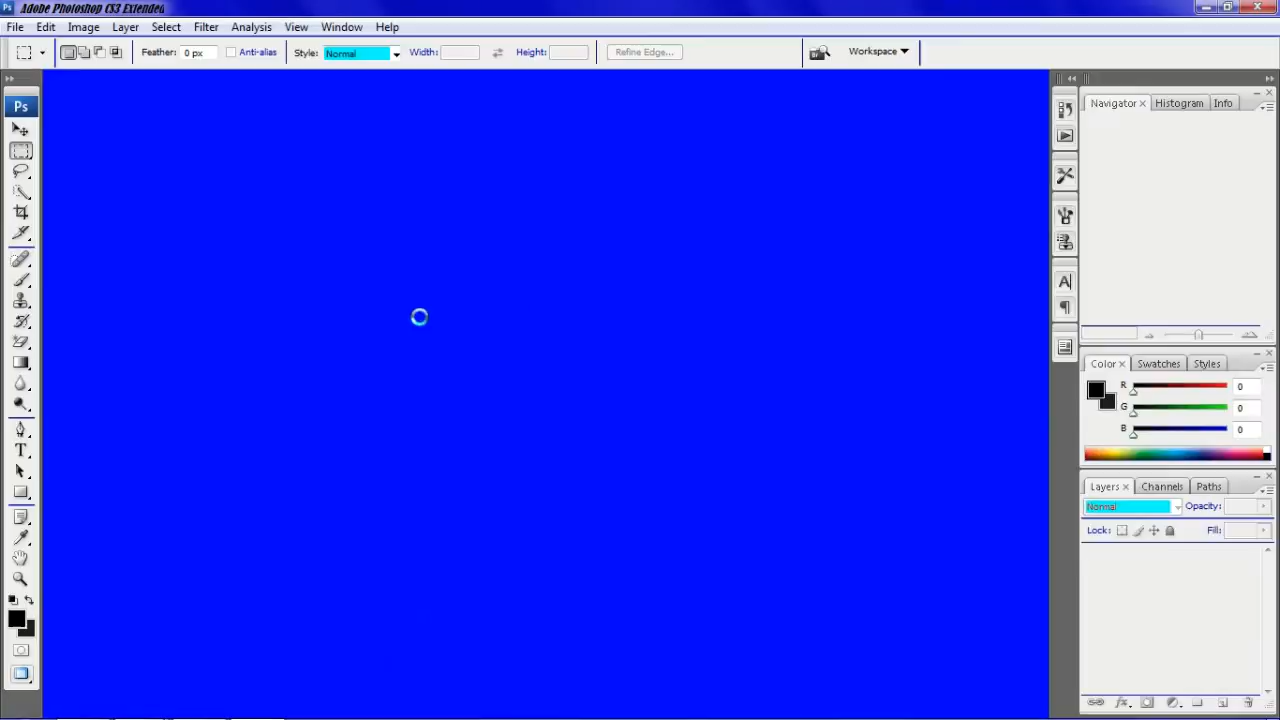 Ps Adobe Photoshop CS3 Extended
File Edit Image Layer Select Filter Analysis View Window Help
Feather: 0 px Anti-alias Style: Normal Width: Height: Refine Edge... Workspace
Ps
Navigator Histogram Info
Color Swatches Styles
R 0
G 0
B 0
Layers Channels Paths
Normal Opacity:
Lock: Fill: